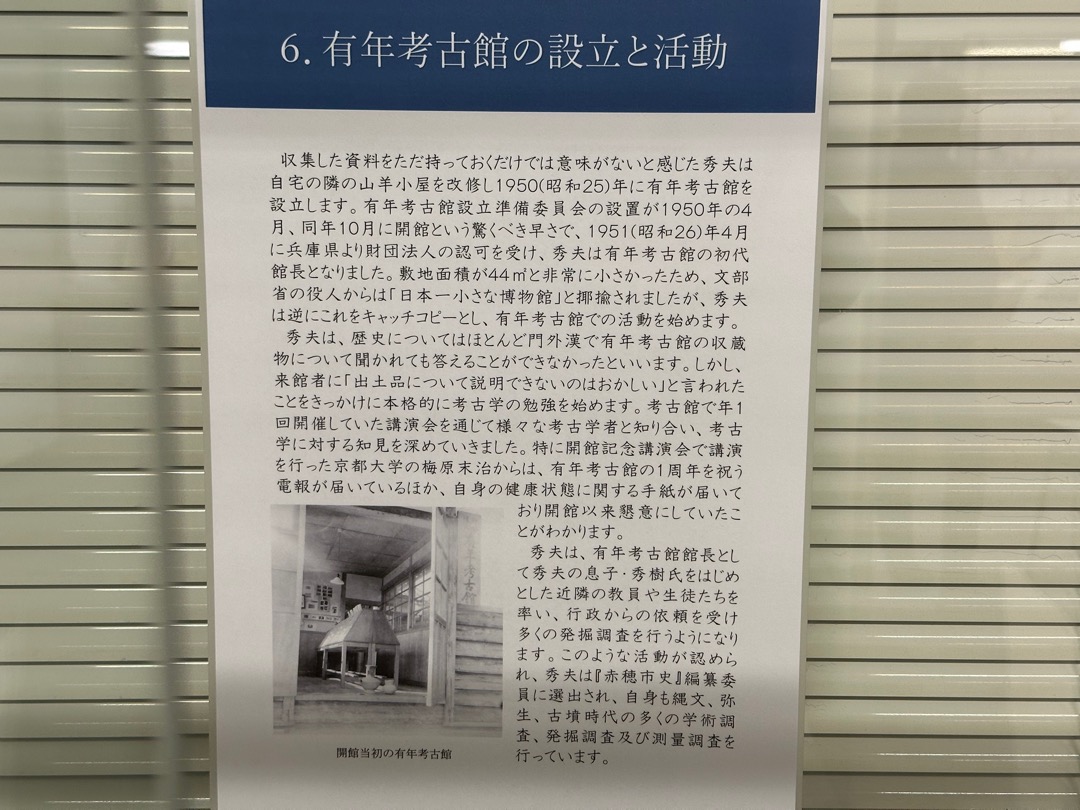 6. 有年考古館の設立と活動
収集した資料をただ持っておくだけでは意味がないと感じた秀夫は
自宅の隣の山羊小屋を改修し1950(昭和25)年に有年考古館を
設立します。有年考古館設立準備委員会の設置が1950年の4
月、同年10月に開館という驚くべき早さで、1951(昭和26)年4月
に兵庫県より財団法人の認可を受け、秀夫は有年考古館の初代
館長となりました。敷地面積が44㎡と非常に小さかったため、文部
省の役人からは「日本一小さな博物館」と揶揄されましたが、秀夫
は逆にこれをキャッチコピーとし、有年考古館での活動を始めます。
秀夫は、歴史についてはほとんど門外漢で有年考古館の収蔵
物について聞かれても答えることができなかったといいます。しかし、
来館者に「出土品について説明できないのはおかしい」と言われた
ことをきっかけに本格的に考古学の勉強を始めます。考古館で年1
回開催していた講演会を通じて様々な考古学者と知り合い、考古
学に対する知見を深めていきました。特に開館記念講演会で講演
を行った京都大学の梅原末治からは、有年考古館の1周年を祝う
電報が届いているほか、自身の健康状態に関する手紙が届いて
おり開館以来懇意にしていたこ
とがわかります。
秀夫は、有年考古館館長とし
て秀夫の息子・秀樹氏をはじめ
とした近隣の教員や生徒たちを
率い、行政からの依頼を受け
多くの発掘調査を行うようになり
ます。このような活動が認めら
れ、秀夫は『赤穂市史』編纂委
員に選出され、自身も縄文、弥
生、古墳時代の多くの学術調
査、発掘調査及び測量調査を
行っています。
開館当初の有年考古館